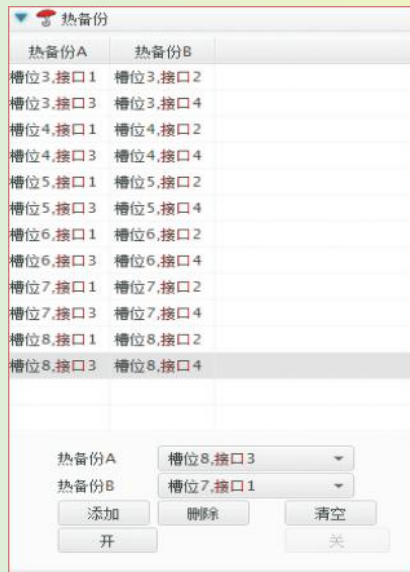 热备份
热备份A 热备份B
槽位3,接口1 槽位3,接口2
槽位3,接口3 槽位3,接口4
槽位4,接口1 槽位4,接口2
槽位4,接口3 槽位4,接口4
槽位5,接口1 槽位5,接口2
槽位5,接口3 槽位5,接口4
槽位6,接口1 槽位6,接口2
槽位6,接口3 槽位6,接口4
槽位7,接口1 槽位7,接口2
槽位7,接口3 槽位7,接口4
槽位8,接口1 槽位8,接口2
槽位8,接口3 槽位8,接口4
热备份A 槽位8,接口3
热备份B 槽位7,接口1
添加 删除 清空
开 关